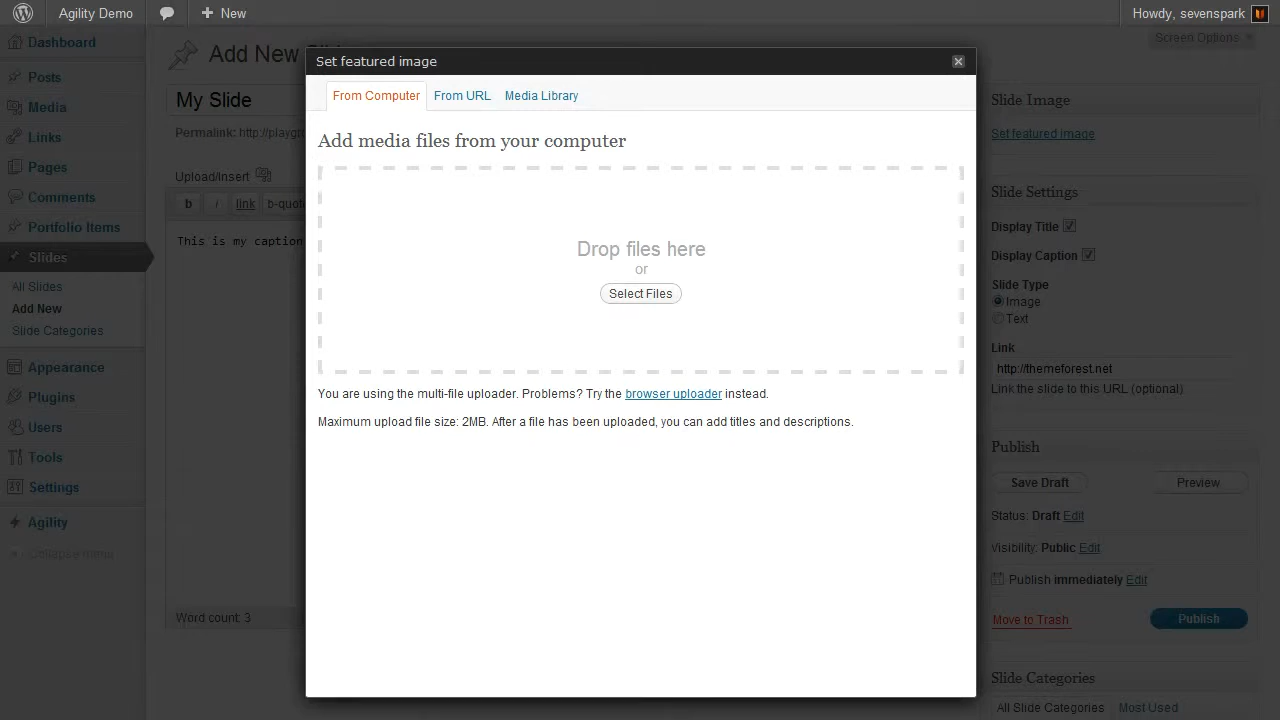 Agility Demo
New
Howdy, sevenspark
Dashboard
Posts
Media
Links
Pages
Comments
Portfolio Items
Slides
All Slides
Add New
Slide Categories
Appearance
Plugins
Users
Tools
Settings
Agility
Collapse menu
Screen Options
Add New
My Slide
Permalink: http://playgr
Upload/Insert
b
i
link
b-quot
This is my caption
Word count: 3
Set featured image
From Computer
From URL
Media Library
Add media files from your computer
Drop files here
or
Select Files
You are using the multi-file uploader. Problems? Try the browser uploader instead.
Maximum upload file size: 2MB. After a file has been uploaded, you can add titles and descriptions.
Slide Image
Set featured image
Slide Settings
Display Title
Display Caption
Slide Type
Image
Text
Link
http://themeforest.net
Link the slide to this URL (optional)
Publish
Save Draft
Preview
Status: Draft Edit
Visibility: Public Edit
Publish immediately Edit
Move to Trash
Publish
Slide Categories
All Slide Categories
Most Used